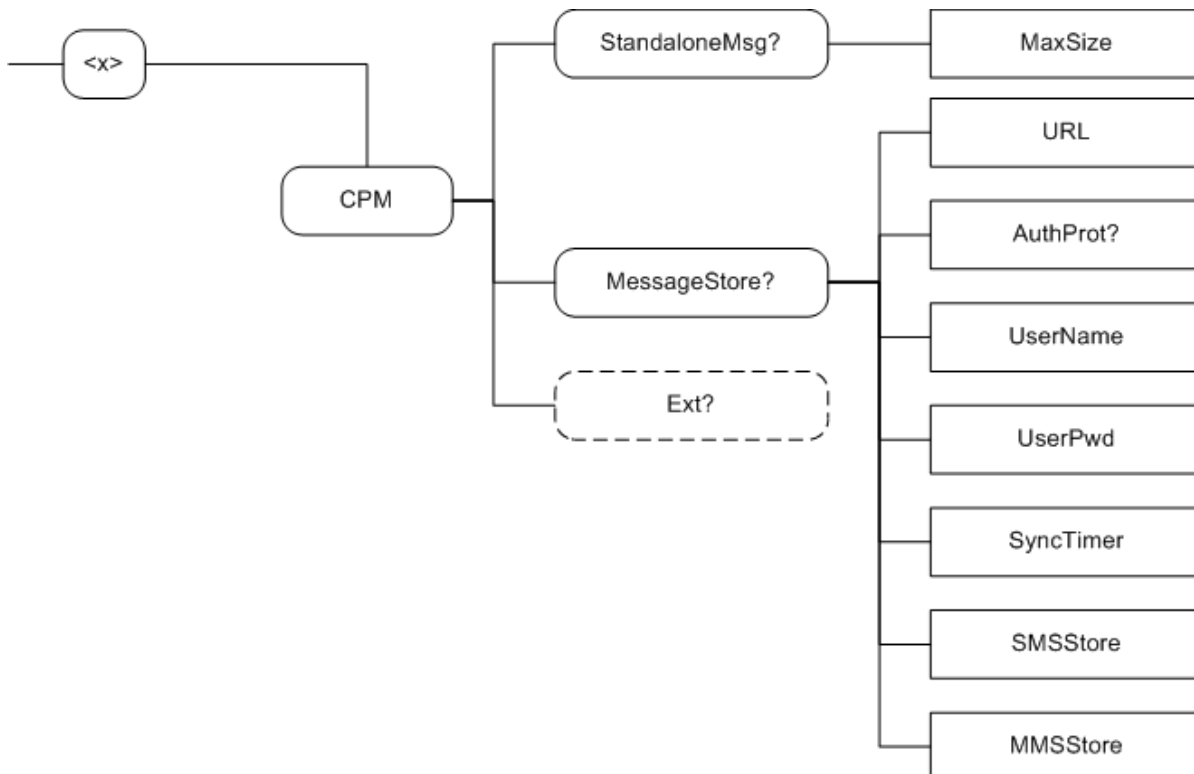 <x>
CPM
StandaloneMsg?
MessageStore?
Ext?
MaxSize
URL
AuthProt?
UserName
UserPwd
SyncTimer
SMSStore
MMSStore